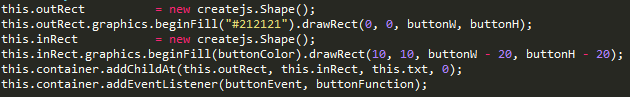 this.outRect          = new createjs.Shape();
this.outRect.graphics.beginFill("#212121").drawRect(0, 0, buttonW, buttonH);
this.inRect           = new createjs.Shape();
this.inRect.graphics.beginFill(buttonColor).drawRect(10, 10, buttonW - 20, buttonH - 20);
this.container.addChildAt(this.outRect, this.inRect, this.txt, 0);
this.container.addEventListener(buttonEvent, buttonFunction);